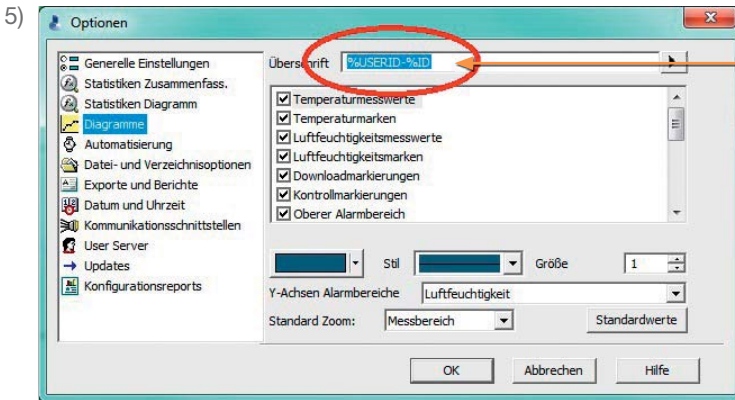 5)
Optionen
Generelle Einstellungen
Statistiken Zusammenfass.
Statistiken Diagramm
Diagramme
Automatisierung
Datei- und Verzeichnisoptionen
Exporte und Berichte
Datum und Uhrzeit
Kommunikationsschnittstellen
User Server
Updates
Konfigurationsreports
Überschrift %USERID-%ID
Temperaturmesswerte
Temperaturmarken
Luftfeuchtigkeitsmesswerte
Luftfeuchtigkeitsmarken
Downloadmarkierungen
Kontrollmarkierungen
Oberer Alarmbereich
Stil Größe 1
Y-Achsen Alarmbereiche Luftfeuchtigkeit
Standard Zoom: Messbereich Standardwerte
OK Abbrechen Hilfe